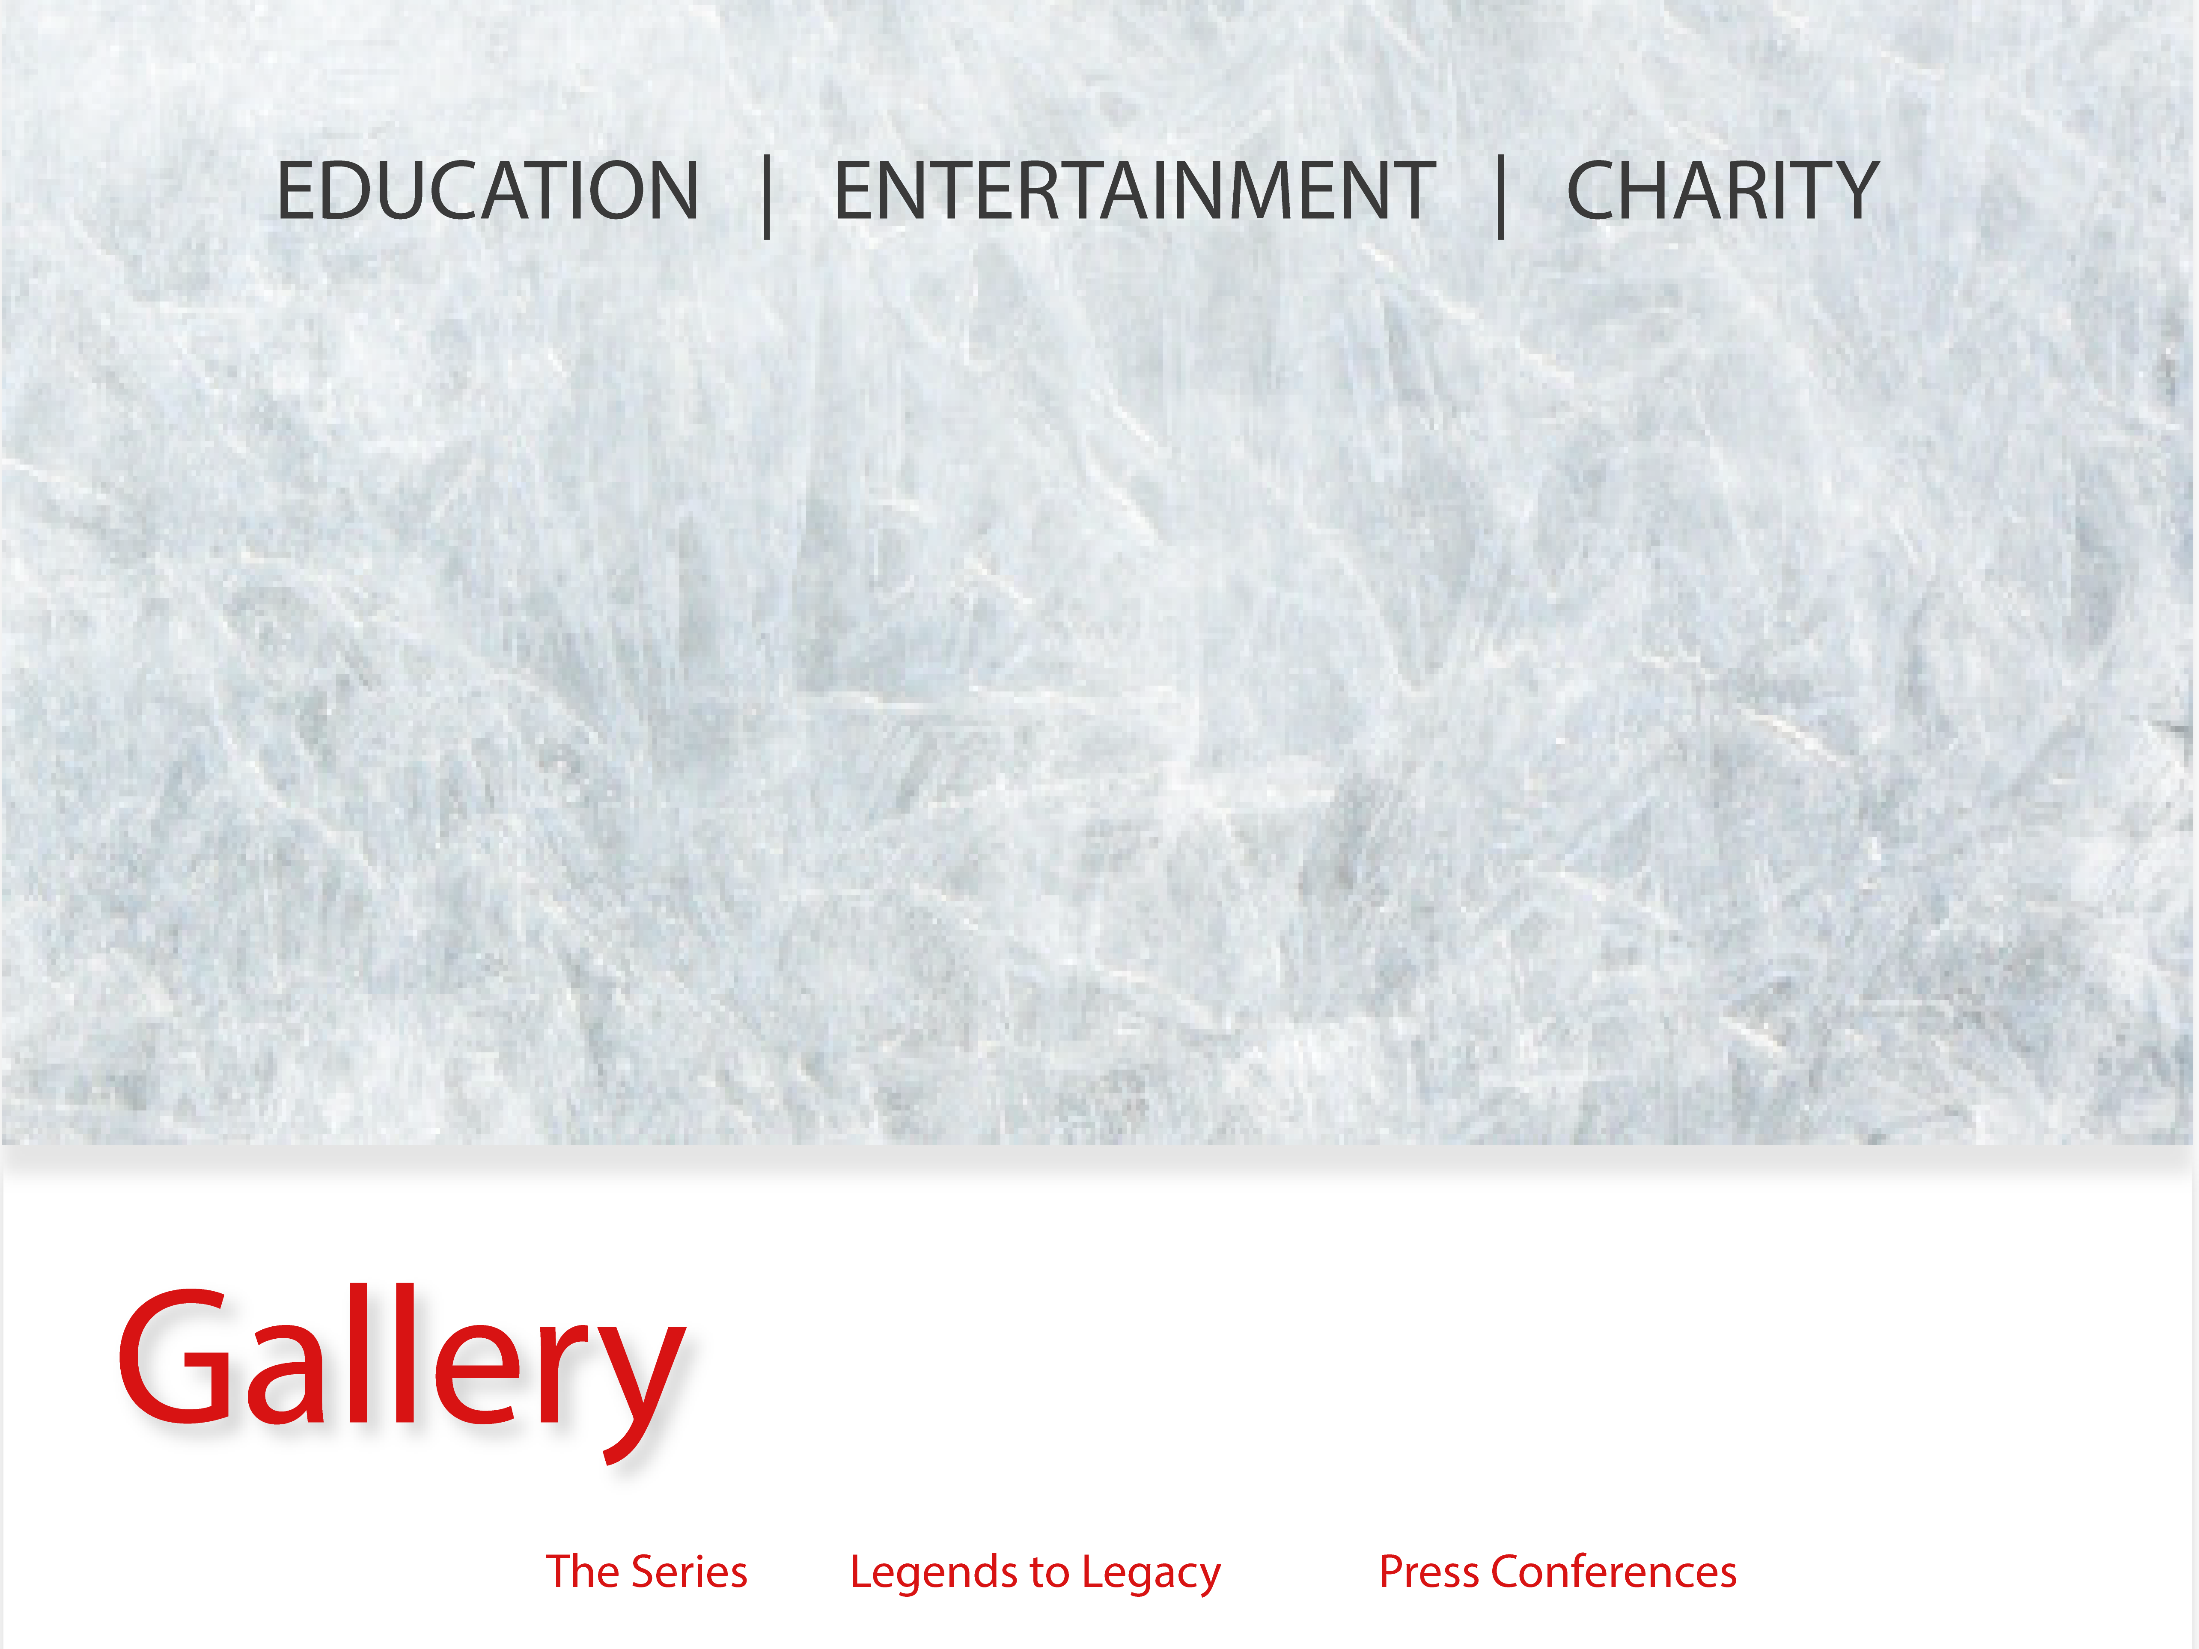 EDUCATION | ENTERTAINMENT | CHARITY
Gallery
The Series Legends to Legacy Press Conferences